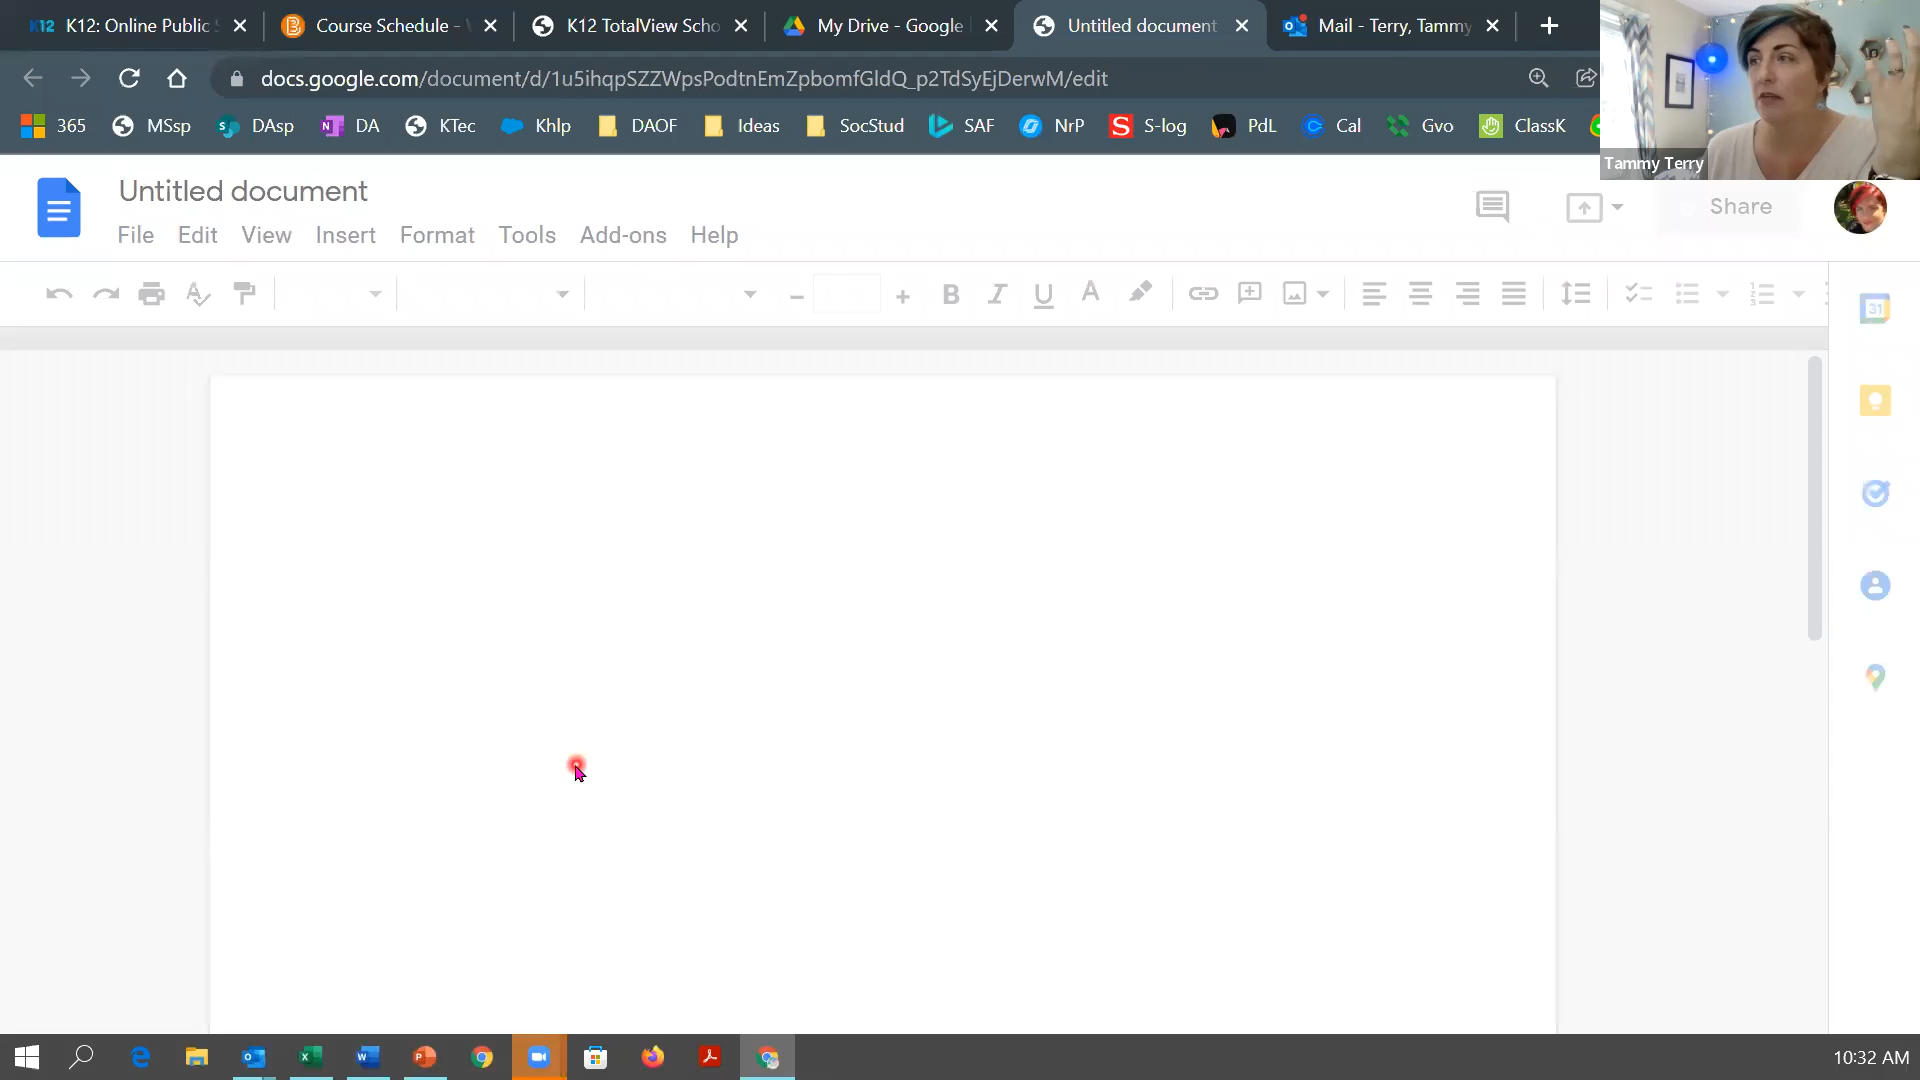 K12: Online Public S
Course Schedule - V
K12 TotalView Scho
My Drive - Google
Untitled document
Mail - Terry, Tammy
docs.google.com/document/d/1u5ihqpSZZWpsPodtnEmZpbomfGldQ_p2TdSyEjDerwM/edit
365
MSsp
DAsp
DA
KTec
Khlp
DAOF
Ideas
SocStud
SAF
NrP
S-log
PdL
Cal
Gvo
ClassK
Tammy Terry
Untitled document
Share
File Edit View Insert Format Tools Add-ons Help
31
10:32 AM